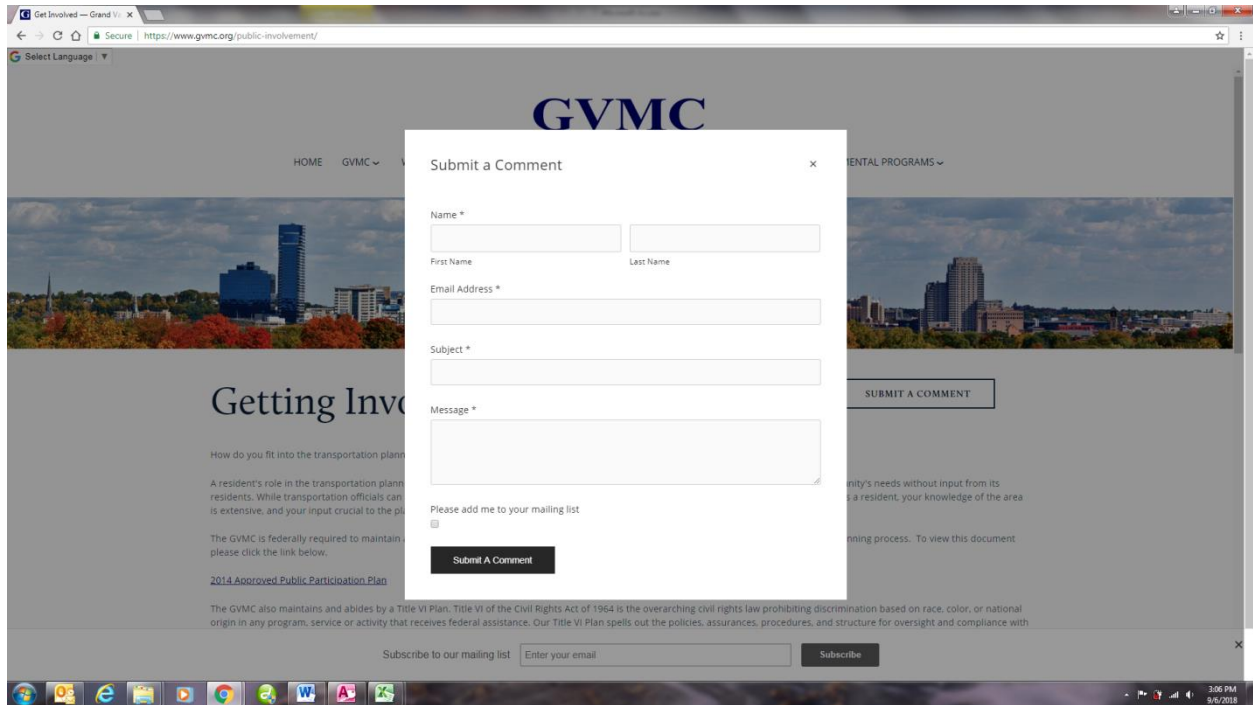 Get Involved — Grand Va
Secure | https://www.gvmc.org/public-involvement/
Select Language ▼
GVMC
HOME GVMC MENTAL PROGRAMS
Submit a Comment ×
Name *
First Name Last Name
Email Address *
Subject *
Message *
Please add me to your mailing list
Submit A Comment
Getting Invo
SUBMIT A COMMENT
How do you fit into the transportation plann
A resident's role in the transportation plann unity's needs without input from its
residents. While transportation officials can s a resident, your knowledge of the area
is extensive, and your input crucial to the pl
The GVMC is federally required to maintain nning process. To view this document
please click the link below.
2014 Approved Public Participation Plan
The GVMC also maintains and abides by a Title VI Plan. Title VI of the Civil Rights Act of 1964 is the overarching civil rights law prohibiting discrimination based on race, color, or national
origin in any program, service or activity that receives federal assistance. Our Title VI Plan spells out the policies, assurances, procedures, and structure for oversight and compliance with
Subscribe to our mailing list Enter your email Subscribe
3:06 PM
9/6/2018